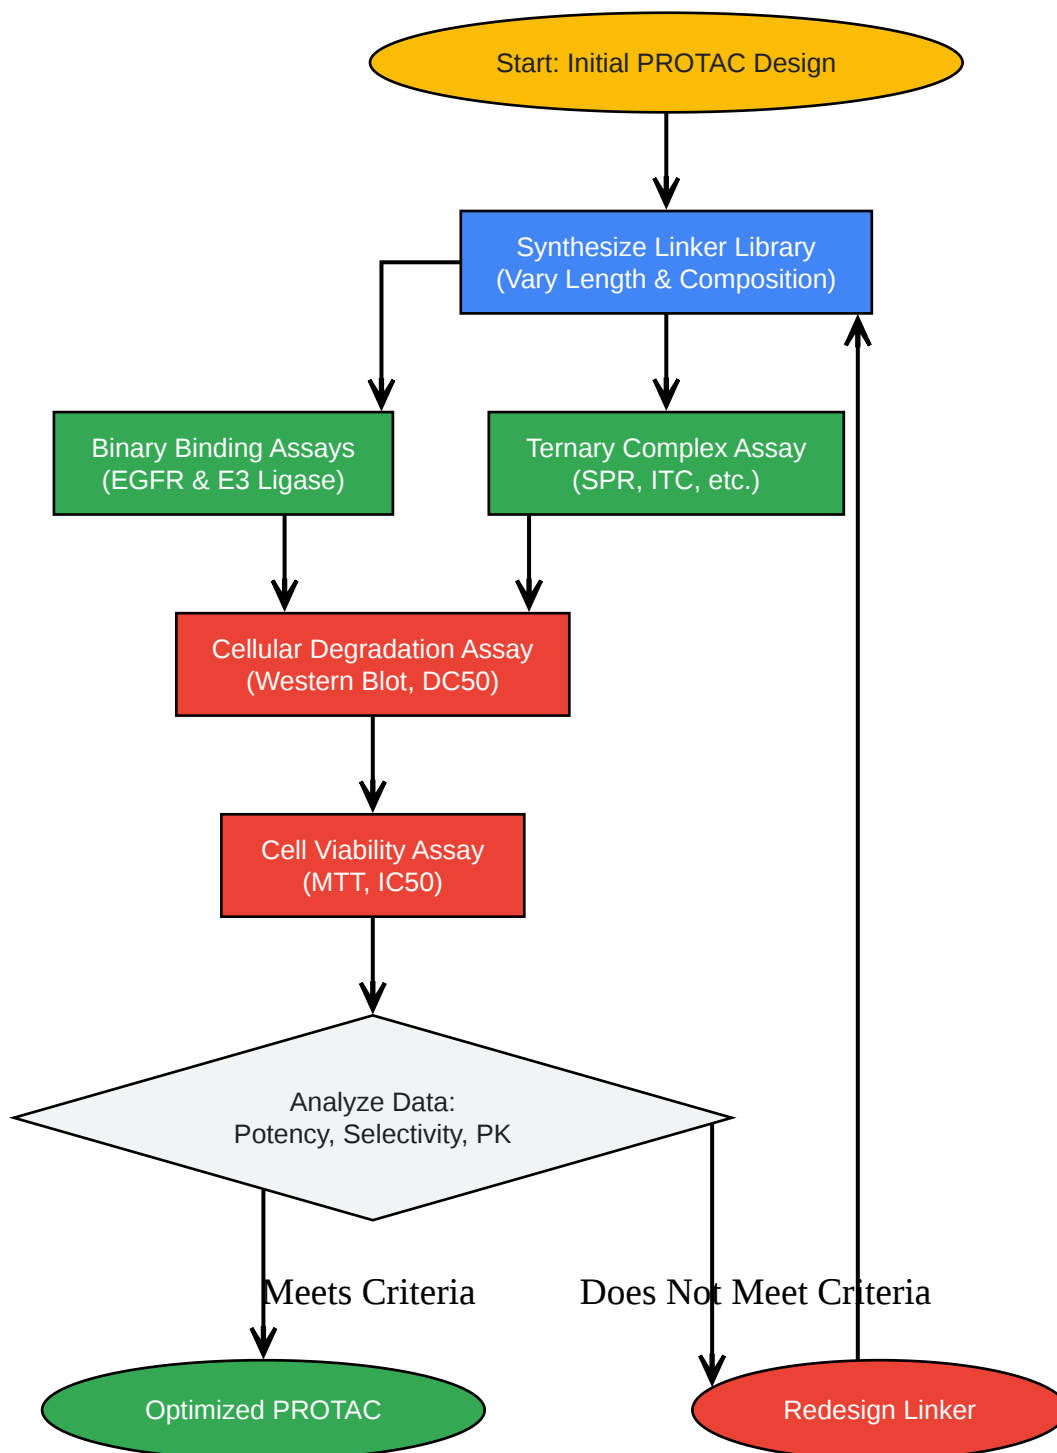 Start: Initial PROTAC Design
Synthesize Linker Library
(Vary Length & Composition)
Binary Binding Assays
(EGFR & E3 Ligase)
Ternary Complex Assay
(SPR, ITC, etc.)
Cellular Degradation Assay
(Western Blot, DC50)
Cell Viability Assay
(MTT, IC50)
Analyze Data:
Potency, Selectivity, PK
Meets Criteria
Does Not Meet Criteria
Optimized PROTAC
Redesign Linker